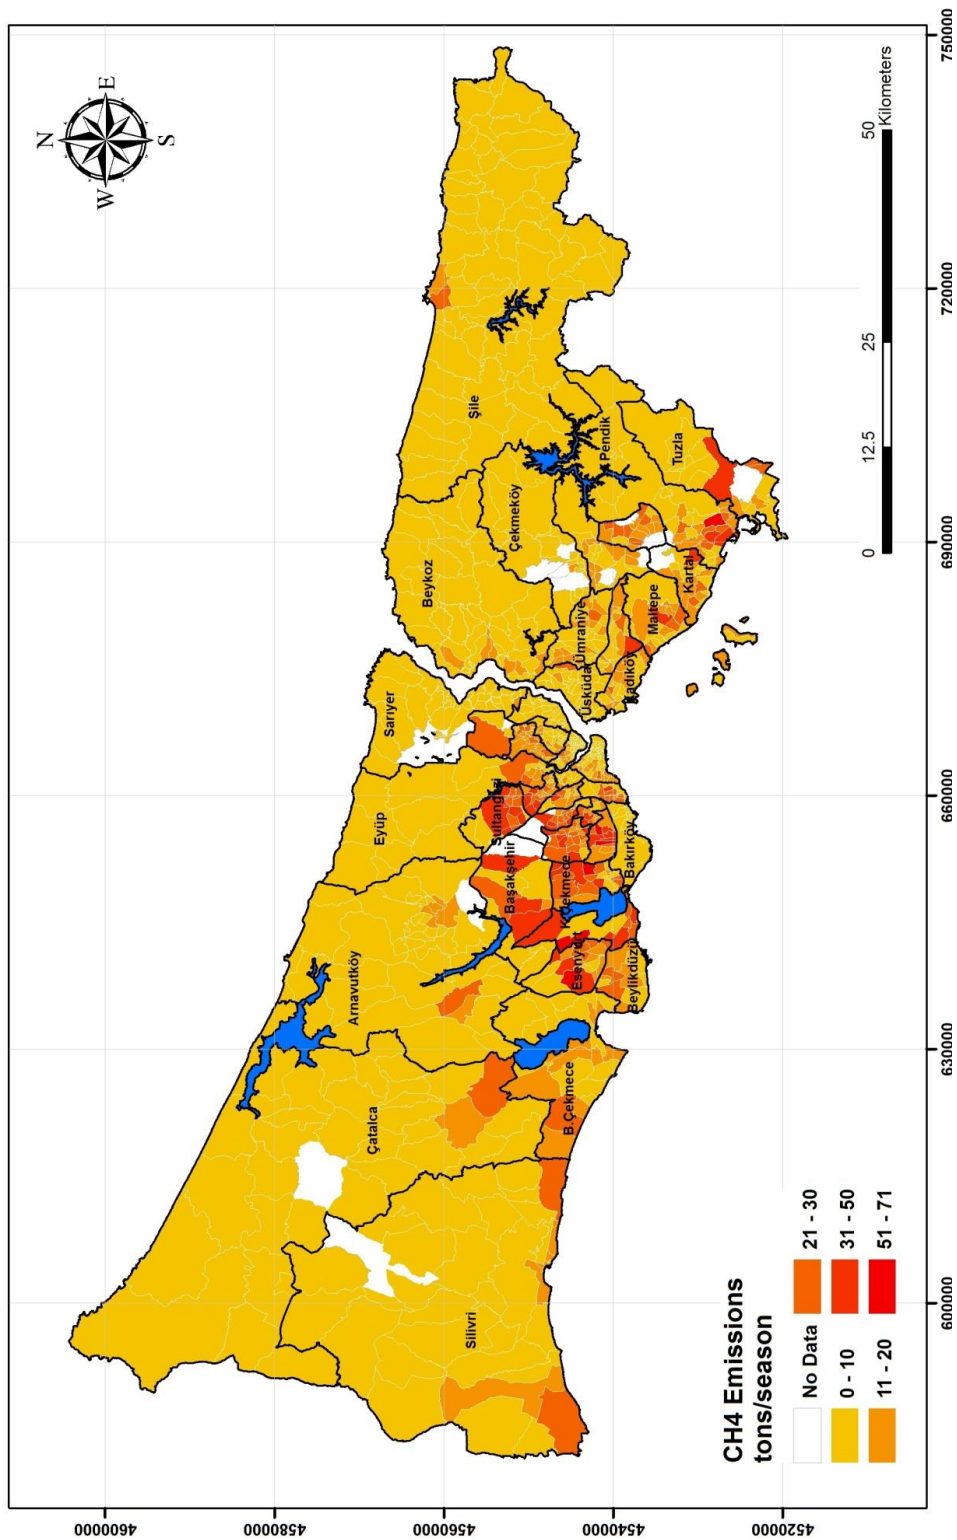 N
W
E
S
4600000
4580000
4560000
4540000
4520000
Çatalca
Silivri
Arnavutköy
Eyüp
Sarıyer
Beykoz
Şile
Çekmeköy
Sultangazi
Başakşehir
B.Çekmece
K.Çekmece
Esenyurt
Beylikdüzü
Bakırköy
Üsküda
Ümraniye
Kadıköy
Maltepe
Kartal
Pendik
Tuzla
CH4 Emissions
tons/season
No Data
21 - 30
0 - 10
31 - 50
11 - 20
51 - 71
0
12.5
25
50
Kilometers
600000
630000
660000
690000
720000
750000